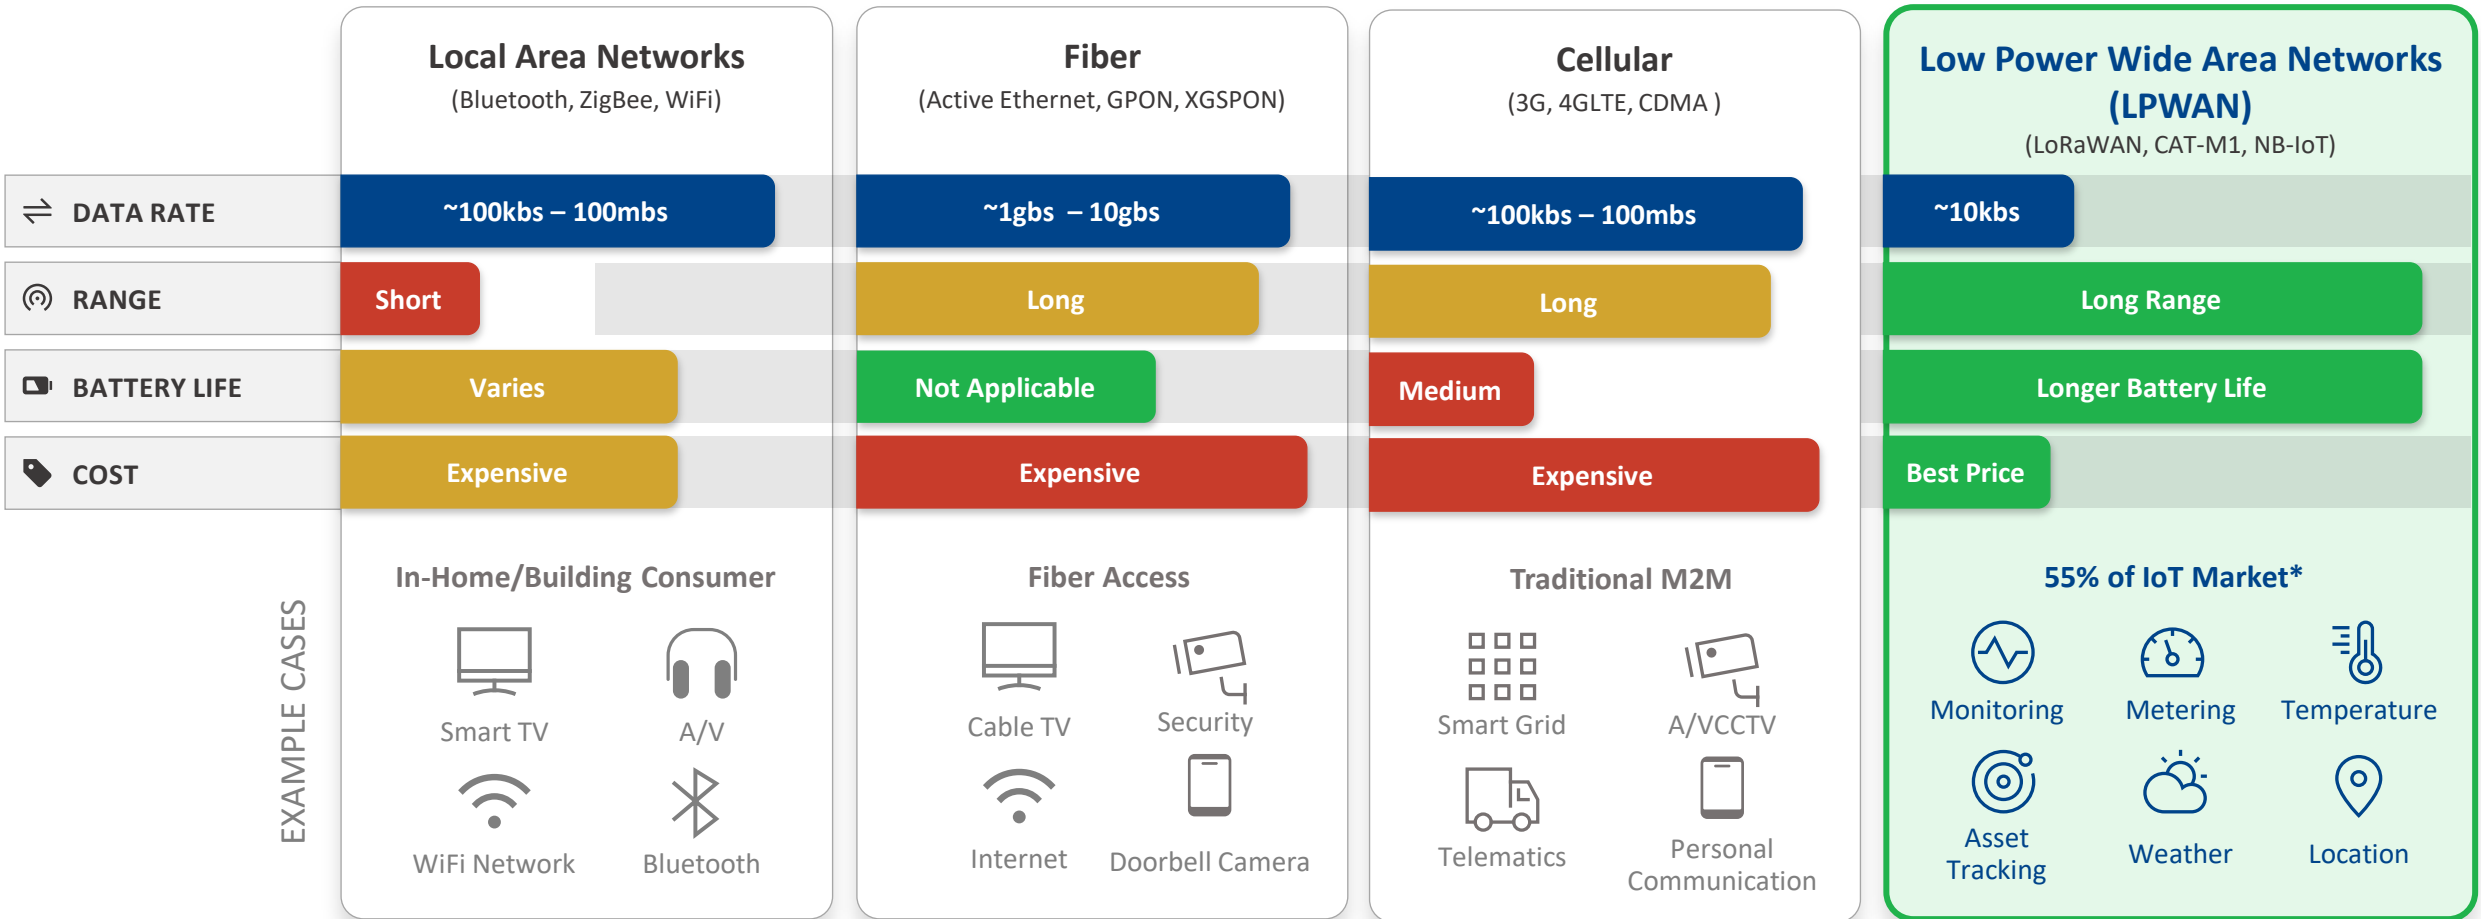 Local Area Networks
(Bluetooth, ZigBee, WiFi)
Fiber
(Active Ethernet, GPON, XGSPON)
Cellular
(3G, 4GLTE, CDMA )
Low Power Wide Area Networks
(LPWAN)
(LoRaWAN, CAT-M1, NB-IoT)
DATA RATE
~100kbs – 100mbs
~1gbs – 10gbs
~100kbs – 100mbs
~10kbs
RANGE
Short
Long
Long
Long Range
BATTERY LIFE
Varies
Not Applicable
Medium
Longer Battery Life
COST
Expensive
Expensive
Expensive
Best Price
EXAMPLE CASES
In-Home/Building Consumer
Smart TV
A/V
WiFi Network
Bluetooth
Fiber Access
Cable TV
Security
Internet
Doorbell Camera
Traditional M2M
Smart Grid
A/VCCTV
Telematics
Personal
Communication
55% of IoT Market*
Monitoring
Metering
Temperature
Asset
Tracking
Weather
Location